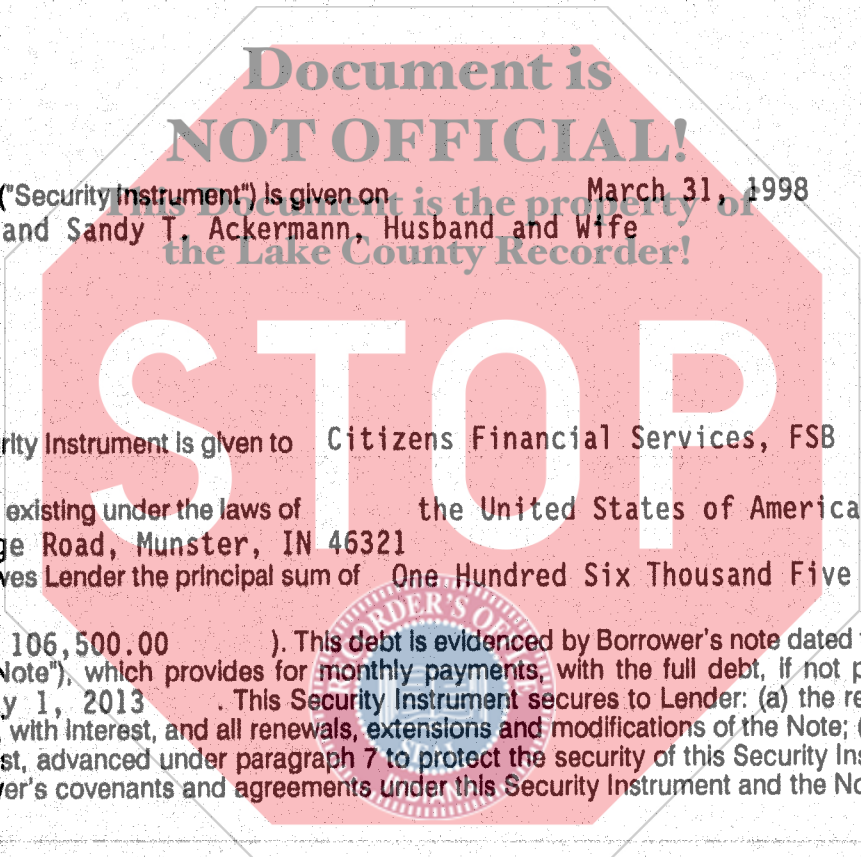 Document is
NOT OFFICIAL!
("Security Instrument") is given on March 31, 1998
This Document is the property of
and Sandy T. Ackermann, Husband and Wife
the Lake County Recorder!
STOP
rity Instrument is given to Citizens Financial Services, FSB
existing under the laws of the United States of America
ge Road, Munster, IN 46321
ves Lender the principal sum of One Hundred Six Thousand Five
106,500.00 ). This debt is evidenced by Borrower's note dated
Note"), which provides for monthly payments, with the full debt, if not p
y 1, 2013 . This Security Instrument secures to Lender: (a) the re
, with interest, and all renewals, extensions and modifications of the Note; (
st, advanced under paragraph 7 to protect the security of this Security Ins
ver's covenants and agreements under this Security Instrument and the No
RECORDER'S OFFICE
SEAL
INDIANA